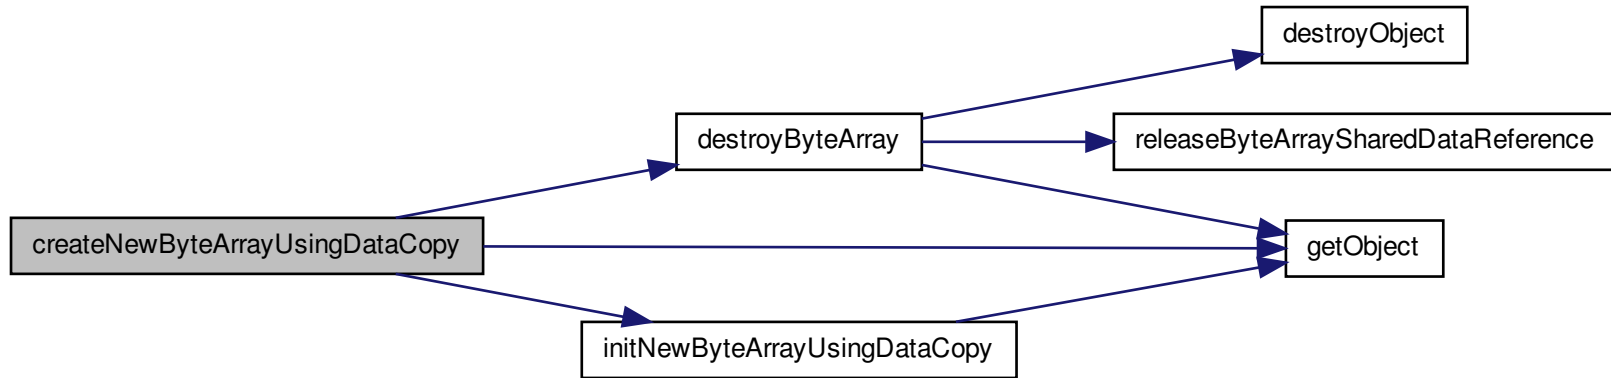 destroyObject
destroyByteArray
releaseByteArraySharedDataReference
createNewByteArrayUsingDataCopy
getObject
initNewByteArrayUsingDataCopy